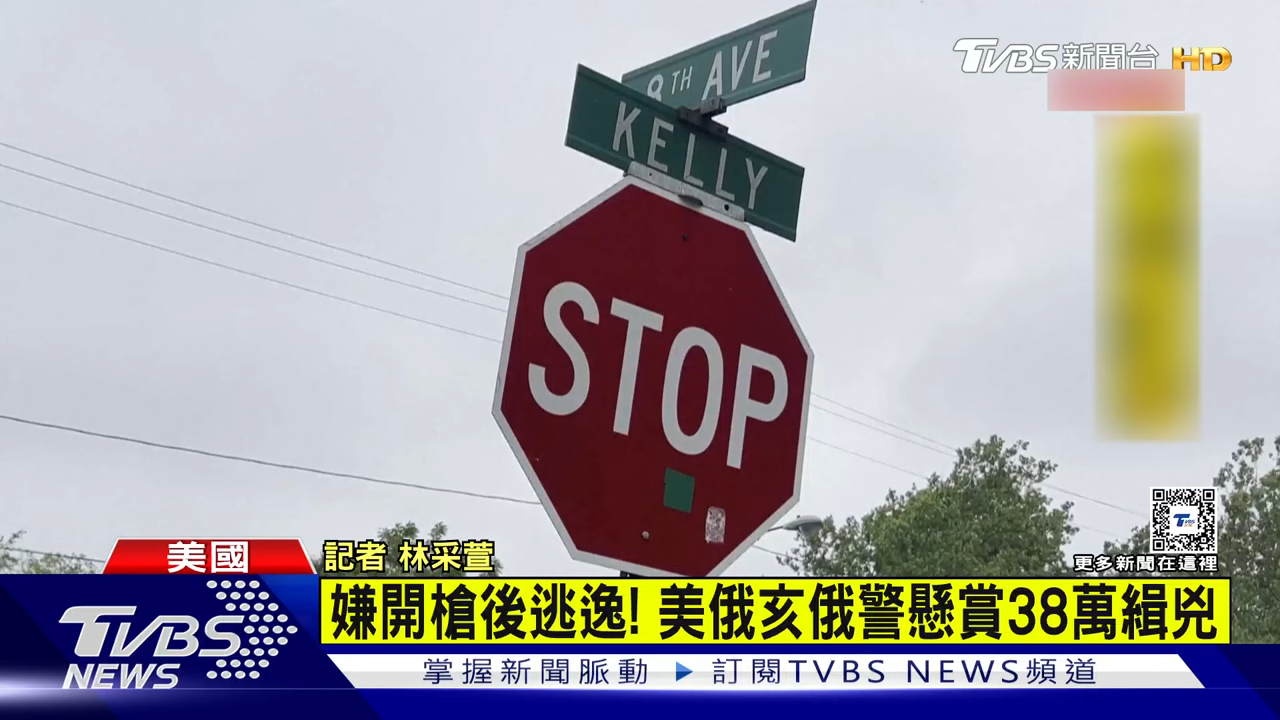 TVBS新聞台 HD
8TH AVE
KELLY
STOP
TVBS
更多新聞在這裡
美國
記者 林采萱
嫌開槍後逃逸! 美俄亥俄警懸賞38萬緝兇
TVBS
NEWS
掌握新聞脈動 ▶ 訂閱TVBS NEWS頻道